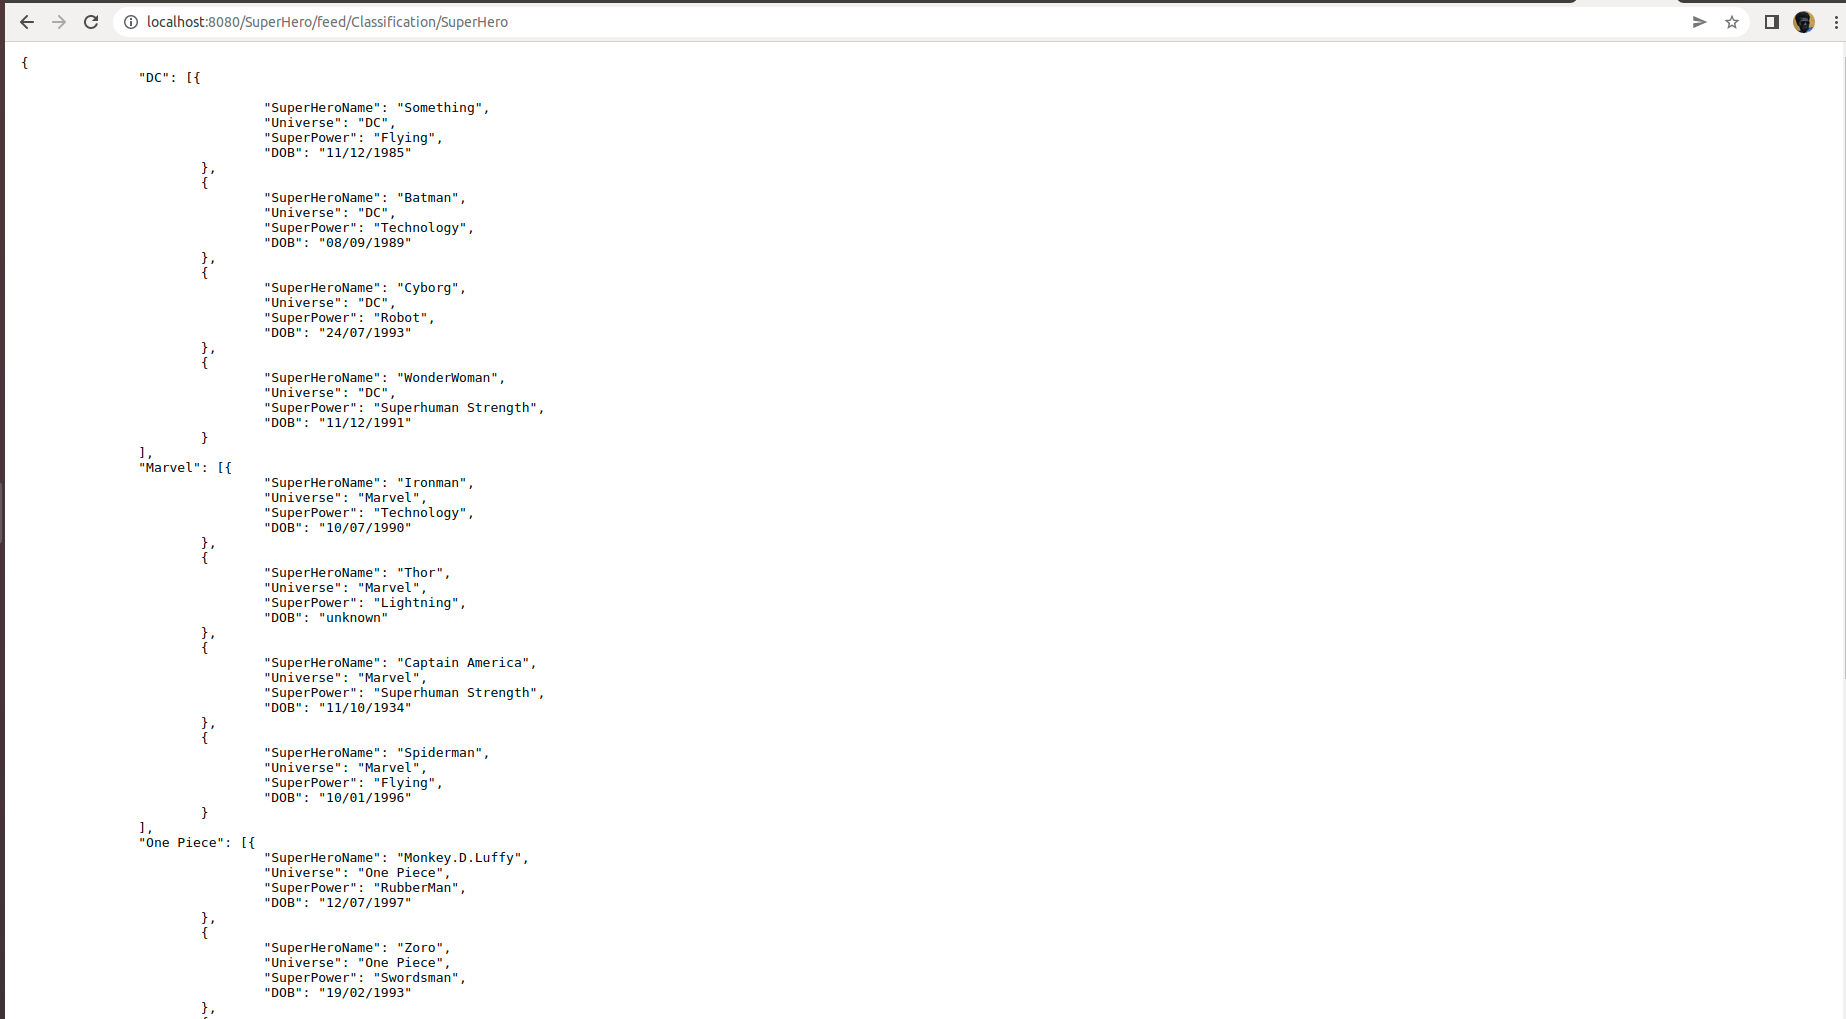 localhost:8080/SuperHero/feed/Classification/SuperHero
{
"DC": [{
"SuperHeroName": "Something",
"Universe": "DC",
"SuperPower": "Flying",
"DOB": "11/12/1985"
},
{
"SuperHeroName": "Batman",
"Universe": "DC",
"SuperPower": "Technology",
"DOB": "08/09/1989"
},
{
"SuperHeroName": "Cyborg",
"Universe": "DC",
"SuperPower": "Robot",
"DOB": "24/07/1993"
},
{
"SuperHeroName": "WonderWoman",
"Universe": "DC",
"SuperPower": "Superhuman Strength",
"DOB": "11/12/1991"
}
],
"Marvel": [{
"SuperHeroName": "Ironman",
"Universe": "Marvel",
"SuperPower": "Technology",
"DOB": "10/07/1990"
},
{
"SuperHeroName": "Thor",
"Universe": "Marvel",
"SuperPower": "Lightning",
"DOB": "unknown"
},
{
"SuperHeroName": "Captain America",
"Universe": "Marvel",
"SuperPower": "Superhuman Strength",
"DOB": "11/10/1934"
},
{
"SuperHeroName": "Spiderman",
"Universe": "Marvel",
"SuperPower": "Flying",
"DOB": "10/01/1996"
}
],
"One Piece": [{
"SuperHeroName": "Monkey.D.Luffy",
"Universe": "One Piece",
"SuperPower": "RubberMan",
"DOB": "12/07/1997"
},
{
"SuperHeroName": "Zoro",
"Universe": "One Piece",
"SuperPower": "Swordsman",
"DOB": "19/02/1993"
},